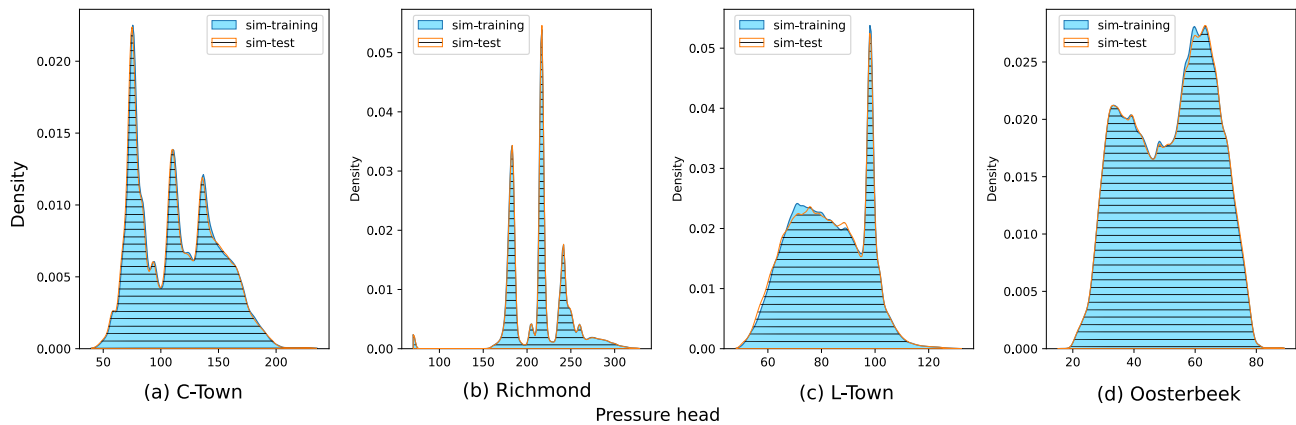 sim-training
sim-test
Density
0.020
0.015
0.010
0.005
0.000
50
100
150
200
(a) C-Town
sim-training
sim-test
Density
0.05
0.04
0.03
0.02
0.01
0.00
100
150
200
250
300
(b) Richmond
sim-training
sim-test
Density
0.05
0.04
0.03
0.02
0.01
0.00
60
80
100
120
(c) L-Town
sim-training
sim-test
Density
0.025
0.020
0.015
0.010
0.005
0.000
20
40
60
80
(d) Oosterbeek
Pressure head